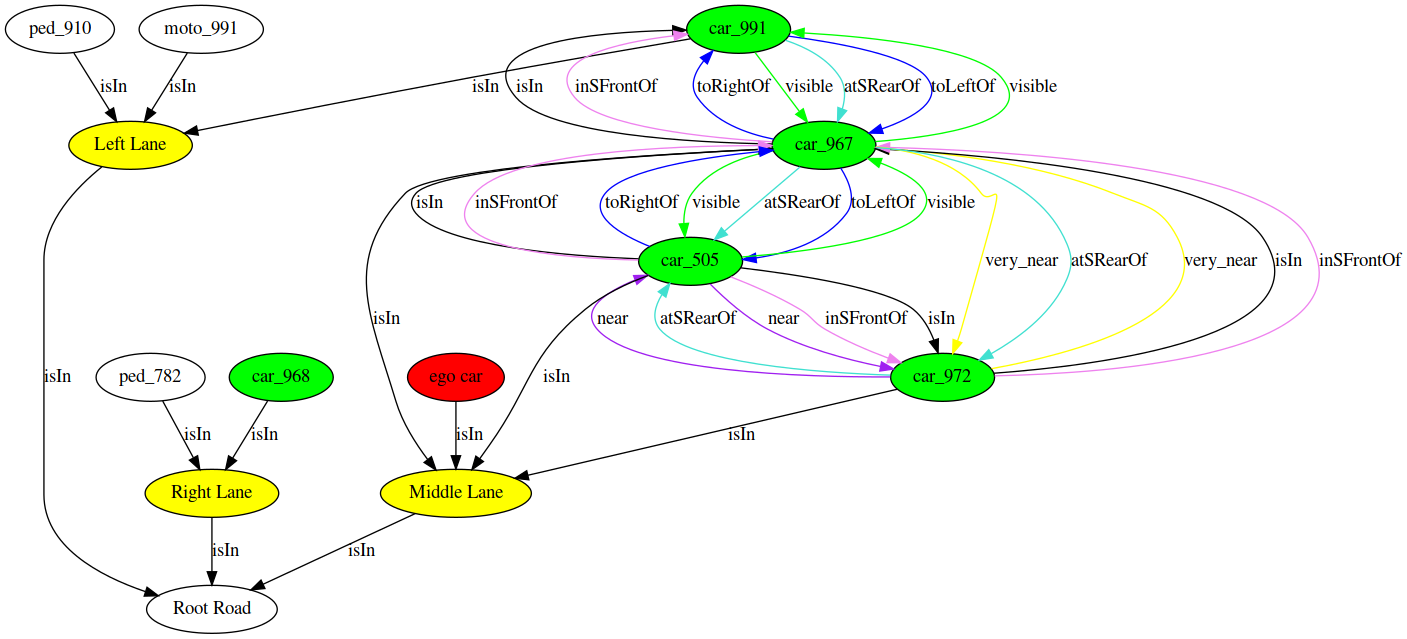 ped_910 moto_991 car_991
isIn isIn isIn isIn inSFrontOf toRightOf visible atSRearOf toLeftOf visible
Left Lane car_967
isIn inSFrontOf toRightOf visible atSRearOf toLeftOf visible
car_505 very_near atSRearOf very_near isIn inSFrontOf
isIn near atSRearOf near inSFrontOf isIn
isIn ped_782 car_968 ego car isIn car_972
isIn isIn isIn isIn
Right Lane Middle Lane
isIn isIn
Root Road